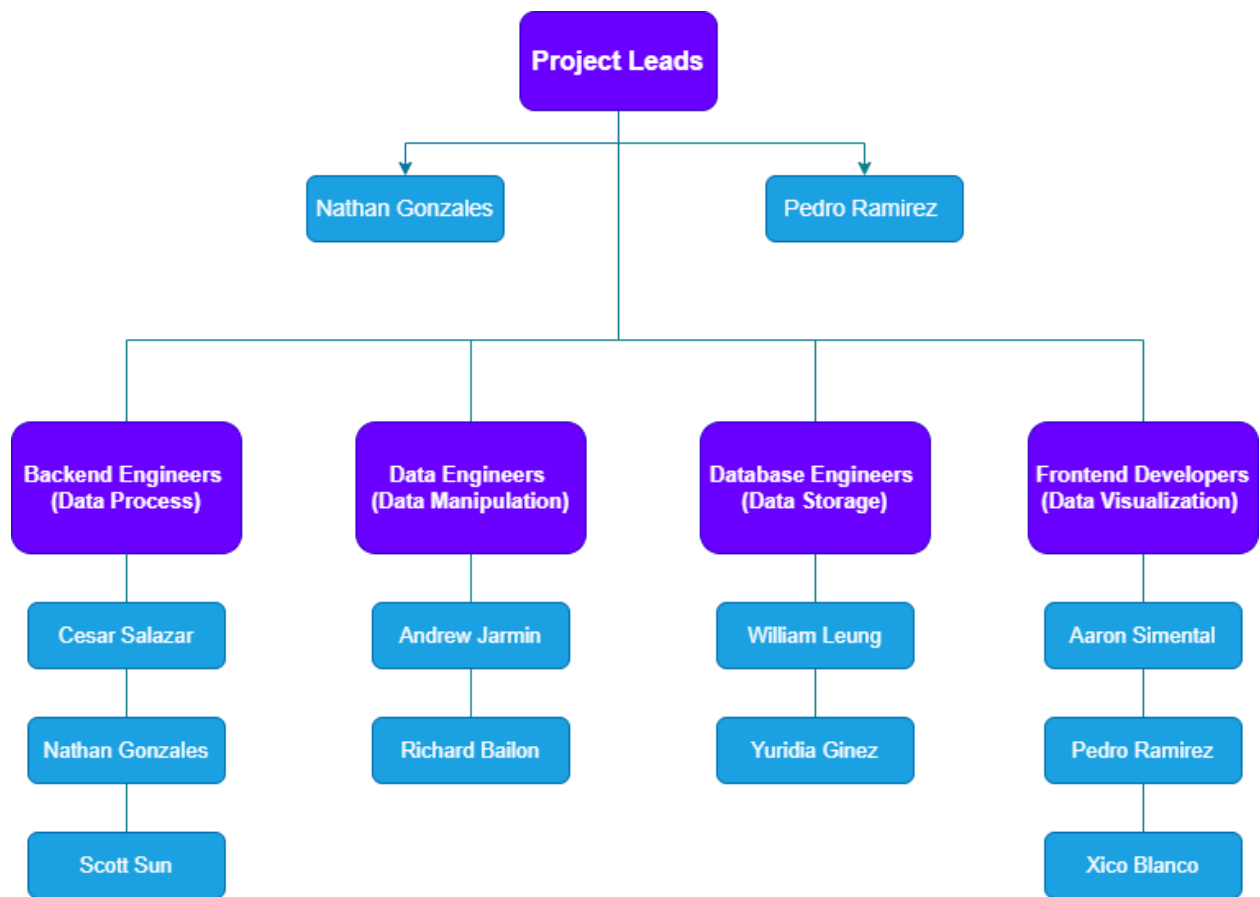 Project Leads
Nathan Gonzales
Pedro Ramirez
Backend Engineers
(Data Process)
Data Engineers
(Data Manipulation)
Database Engineers
(Data Storage)
Frontend Developers
(Data Visualization)
Cesar Salazar
Andrew Jarmin
William Leung
Aaron Simental
Nathan Gonzales
Richard Bailon
Yuridia Ginez
Pedro Ramirez
Scott Sun
Xico Blanco